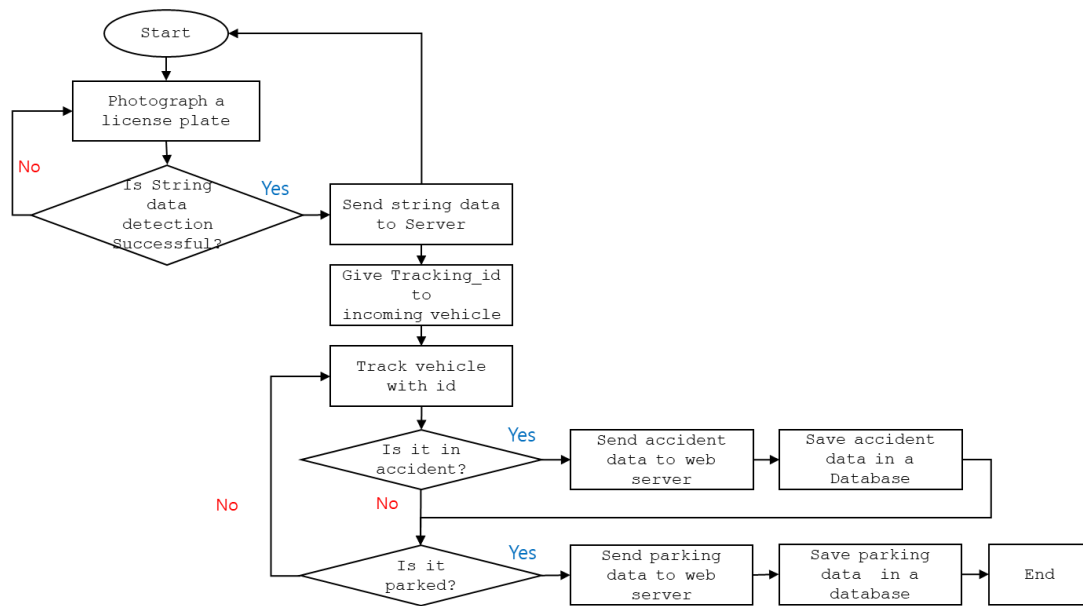 Start
Photograph a
license plate
No
Is String
data
detection
Successful?
Yes
Send string data
to Server
Give Tracking_id
to
incoming vehicle
Track vehicle
with id
Is it in
accident?
Yes
Send accident
data to web
server
Save accident
data in a
Database
No
No
Is it
parked?
Yes
Send parking
data to web
server
Save parking
data in a
database
End